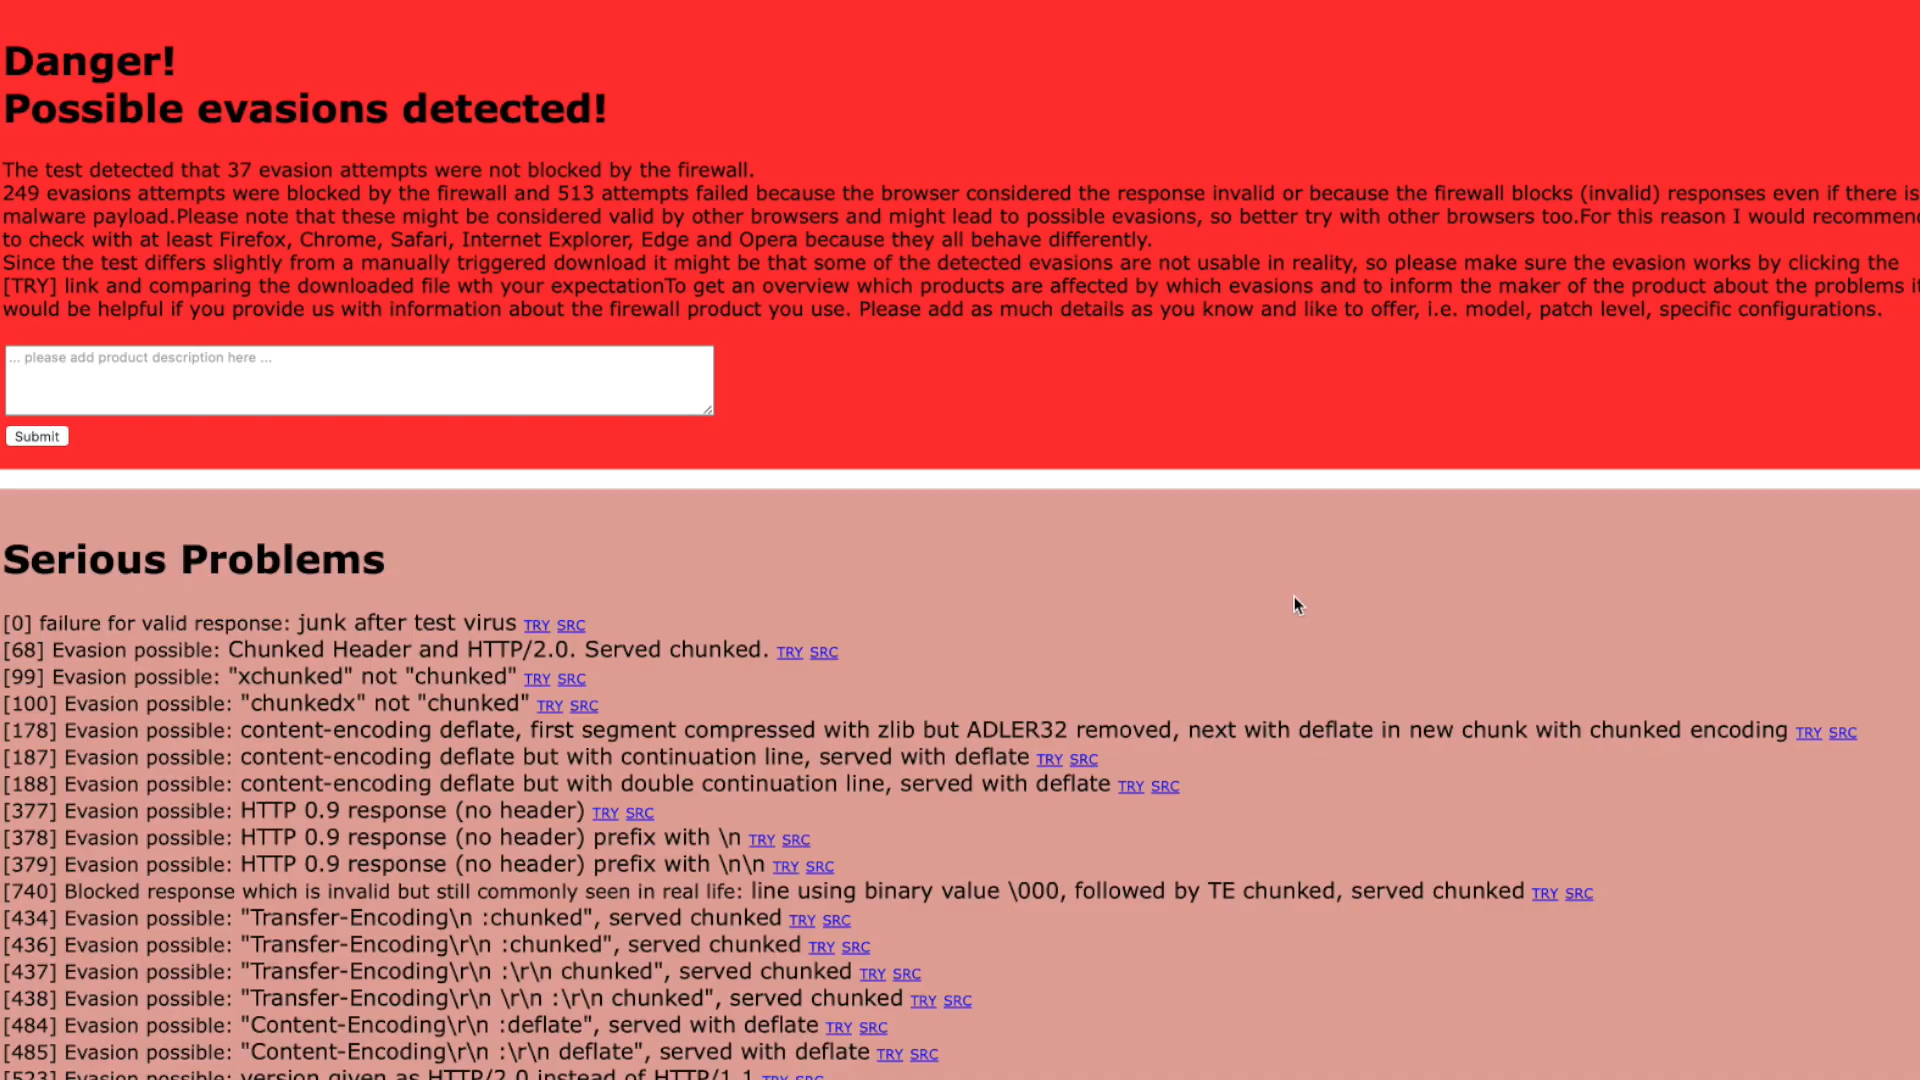 Danger!
Possible evasions detected!
The test detected that 37 evasion attempts were not blocked by the firewall.
249 evasions attempts were blocked by the firewall and 513 attempts failed because the browser considered the response invalid or because the firewall blocks (invalid) responses even if there is
malware payload.Please note that these might be considered valid by other browsers and might lead to possible evasions, so better try with other browsers too.For this reason I would recommend
to check with at least Firefox, Chrome, Safari, Internet Explorer, Edge and Opera because they all behave differently.
Since the test differs slightly from a manually triggered download it might be that some of the detected evasions are not usable in reality, so please make sure the evasion works by clicking the
[TRY] link and comparing the downloaded file wth your expectationTo get an overview which products are affected by which evasions and to inform the maker of the product about the problems it
would be helpful if you provide us with information about the firewall product you use. Please add as much details as you know and like to offer, i.e. model, patch level, specific configurations.
... please add product description here ...
Submit
Serious Problems
[0] failure for valid response: junk after test virus TRY SRC
[68] Evasion possible: Chunked Header and HTTP/2.0. Served chunked. TRY SRC
[99] Evasion possible: "xchunked" not "chunked" TRY SRC
[100] Evasion possible: "chunkedx" not "chunked" TRY SRC
[178] Evasion possible: content-encoding deflate, first segment compressed with zlib but ADLER32 removed, next with deflate in new chunk with chunked encoding TRY SRC
[187] Evasion possible: content-encoding deflate but with continuation line, served with deflate TRY SRC
[188] Evasion possible: content-encoding deflate but with double continuation line, served with deflate TRY SRC
[377] Evasion possible: HTTP 0.9 response (no header) TRY SRC
[378] Evasion possible: HTTP 0.9 response (no header) prefix with \n TRY SRC
[379] Evasion possible: HTTP 0.9 response (no header) prefix with \n\n TRY SRC
[740] Blocked response which is invalid but still commonly seen in real life: line using binary value \000, followed by TE chunked, served chunked TRY SRC
[434] Evasion possible: "Transfer-Encoding\n :chunked", served chunked TRY SRC
[436] Evasion possible: "Transfer-Encoding\r\n :chunked", served chunked TRY SRC
[437] Evasion possible: "Transfer-Encoding\r\n :\r\n chunked", served chunked TRY SRC
[438] Evasion possible: "Transfer-Encoding\r\n \r\n :\r\n chunked", served chunked TRY SRC
[484] Evasion possible: "Content-Encoding\r\n :deflate", served with deflate TRY SRC
[485] Evasion possible: "Content-Encoding\r\n :\r\n deflate", served with deflate TRY SRC
[523] Evasion possible: version given as HTTP/2.0 instead of HTTP/1.1 TRY SRC